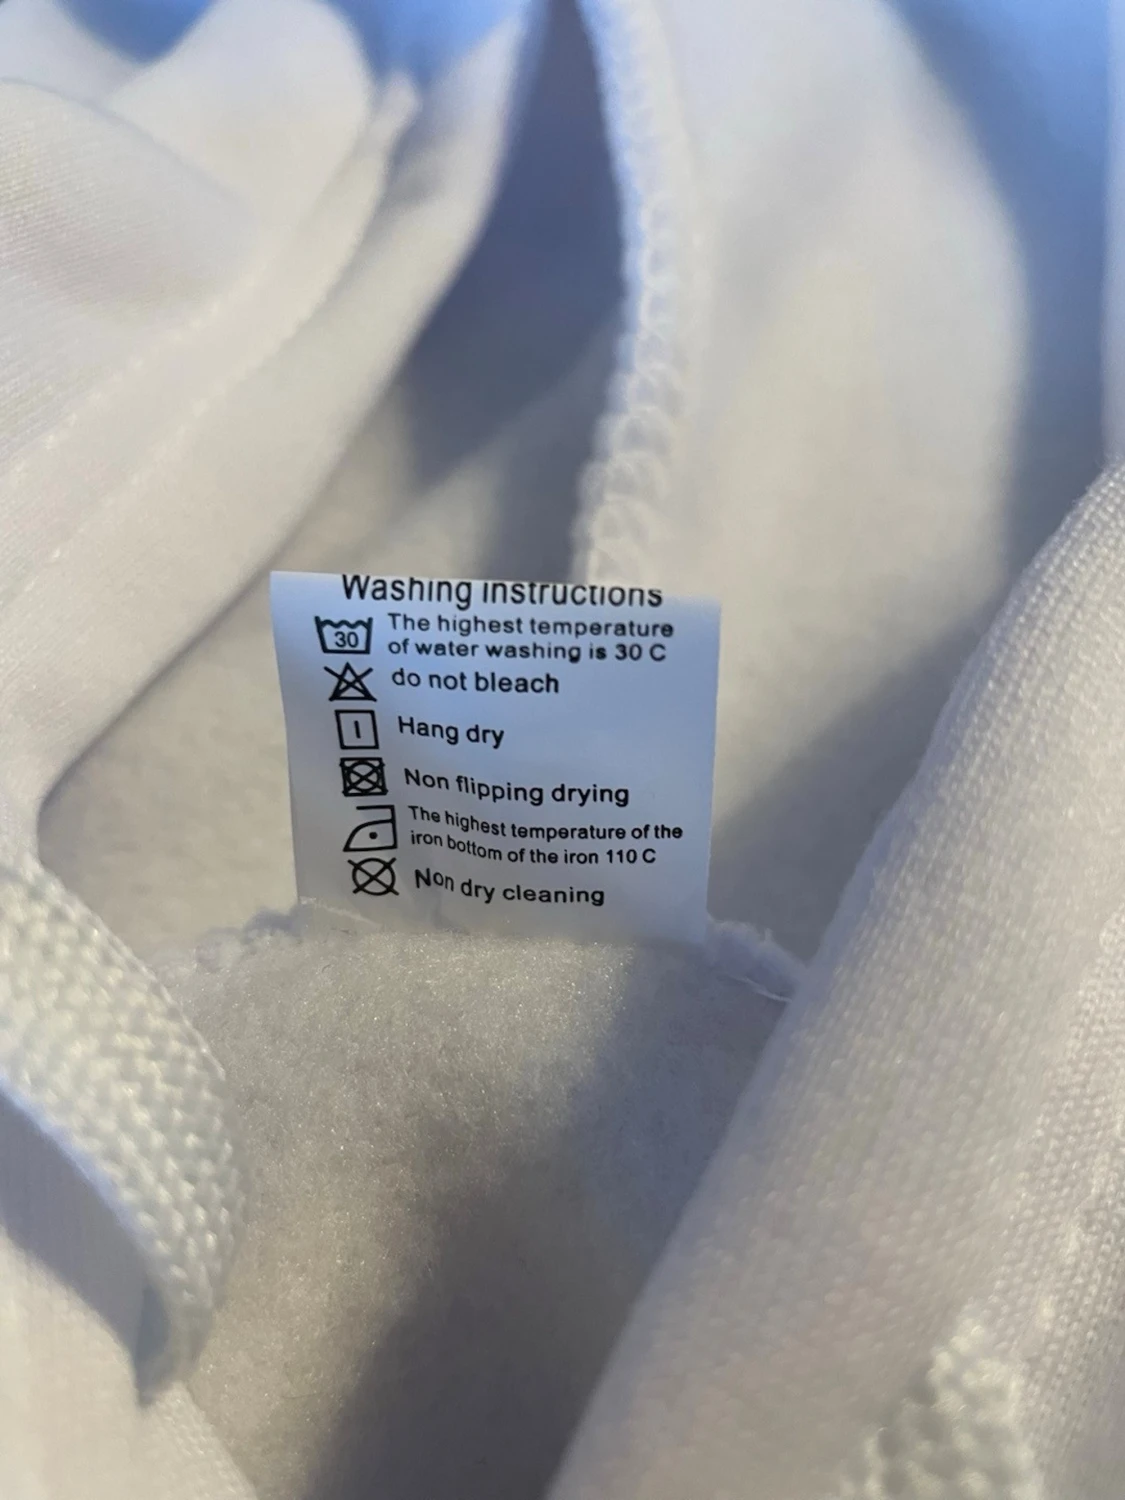 Washing instructions
30
The highest temperature
of water washing is 30 C
do not bleach
Hang dry
Non flipping drying
The highest temperature of the
iron bottom of the iron 110 C
Non dry cleaning